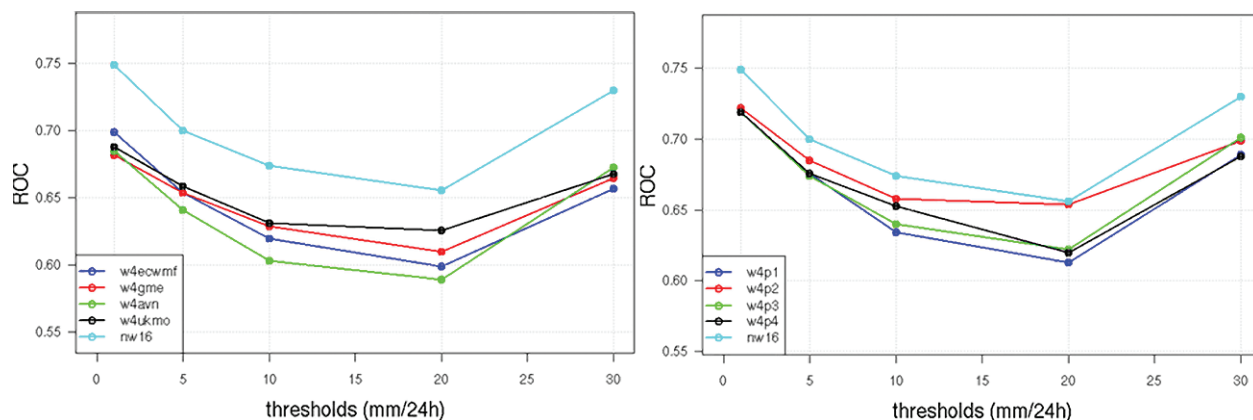 0.75
0.70
0.65
0.60
0.55
ROC
w4ecwmf
w4gme
w4avn
w4ukmo
nw16
0 5 10 15 20 25 30
thresholds (mm/24h)
0.75
0.70
0.65
0.60
0.55
ROC
w4p1
w4p2
w4p3
w4p4
nw16
0 5 10 15 20 25 30
thresholds (mm/24h)